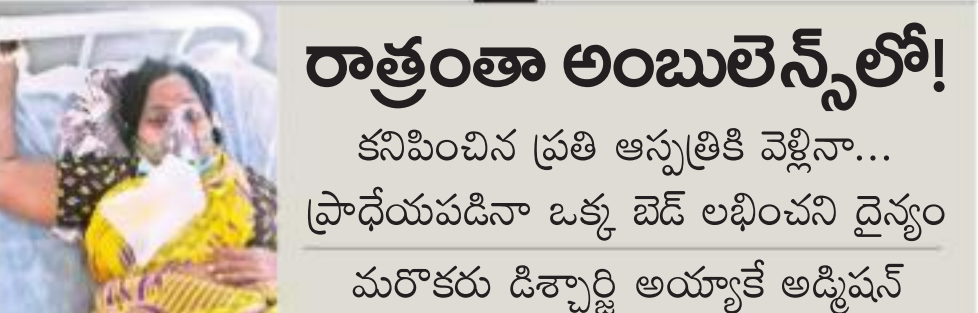 రాత్రంతా అంబులెన్స్‌లో!
కనిపించిన ప్రతి ఆస్పత్రికి వెళ్లినా...
ప్రాధేయపడినా ఒక్క బెడ్ లభించని దైన్యం
మరొకరు డిశ్చార్జి అయ్యాకే అడ్మిషన్